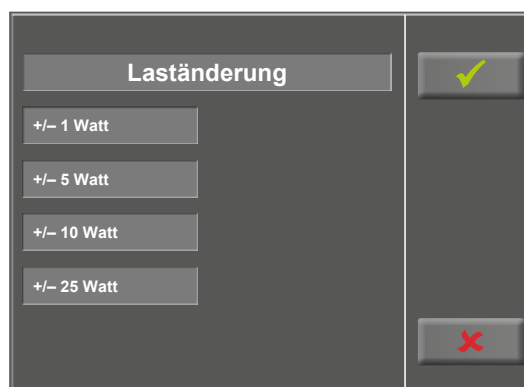 Laständerung
+/– 1 Watt
+/– 5 Watt
+/– 10 Watt
+/– 25 Watt